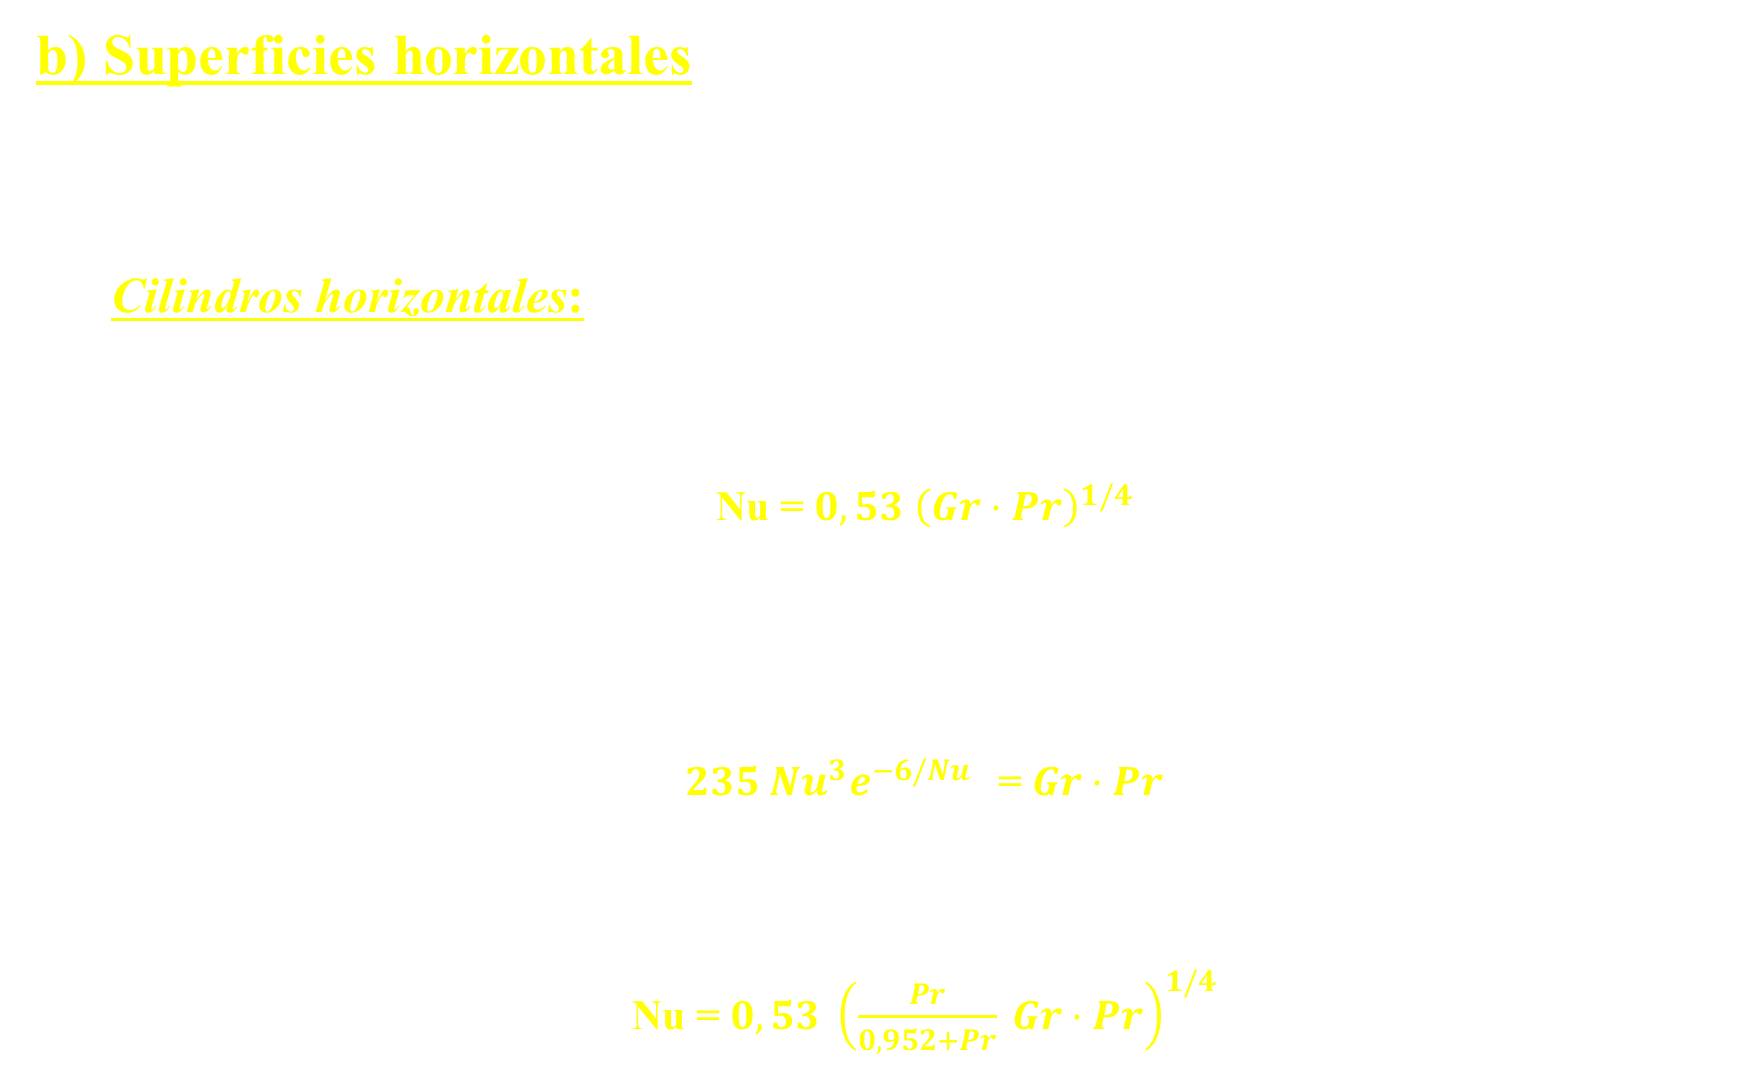 b) Superficies horizontales
Cilindros horizontales:
Nu = 0,53 (Gr · Pr)^{1/4}
235 Nu^3 e^{-6/Nu} = Gr · Pr
Nu = 0,53 (\frac{Pr}{0,952+Pr} Gr · Pr)^{1/4}